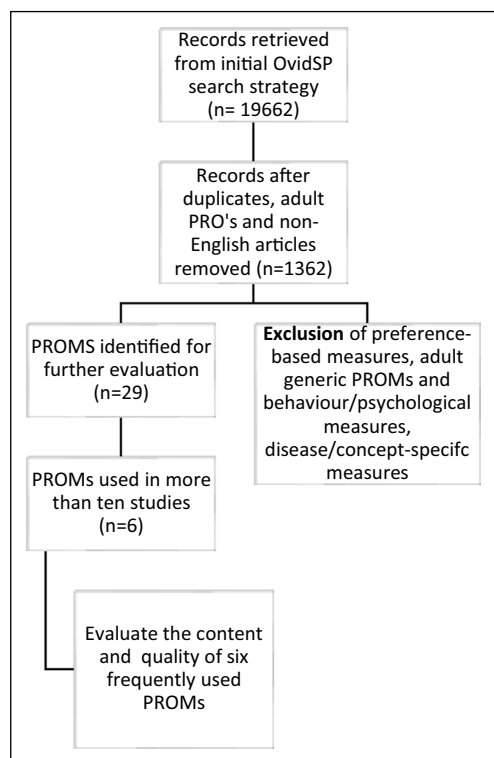 Records retrieved
from initial OvidSP
search strategy
(n= 19662)
Records after
duplicates, adult
PRO's and non-
English articles
removed (n=1362)
PROMS identified for
further evaluation
(n=29)
Exclusion of preference-
based measures, adult
generic PROMs and
behaviour/psychological
measures,
disease/concept-specifc
measures
PROMs used in more
than ten studies
(n=6)
Evaluate the content
and quality of six
frequently used
PROMs